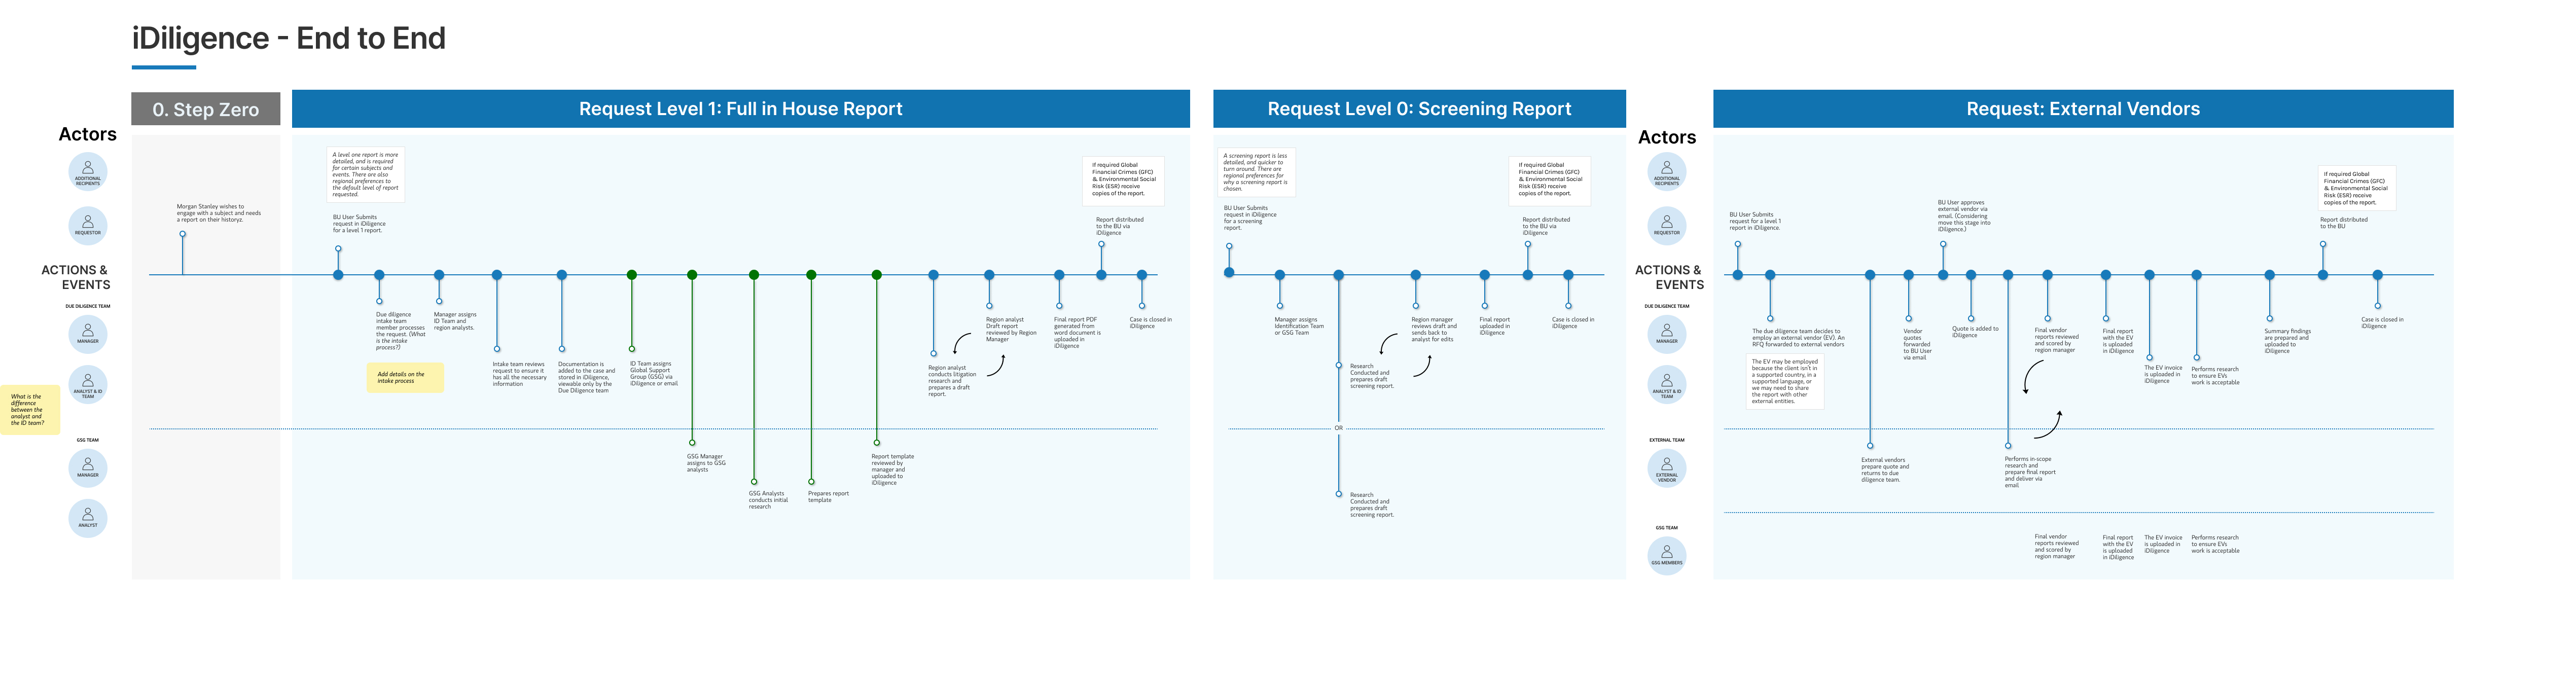 iDiligence - End to End
0. Step Zero
Request Level 1: Full in House Report
Request Level 0: Screening Report
Request: External Vendors
Actors
ADDITIONAL
RECIPIENTS
REQUESTOR
ACTIONS &
EVENTS
DUE DILIGENCE TEAM
MANAGER
ANALYST & ID
TEAM
What is the
difference
between the
analyst and
the ID team?
GSG TEAM
MANAGER
ANALYST
Morgan Stanley wishes to
engage with a subject and needs
a report on their historyz.
A level one report is more
detailed, and is required
for certain subjects and
events. There are also
regional preferences to
the default level of report
requested.
BU User Submits
request in iDiligence
for a level 1 report.
Due diligence
intake team
member processes
the request. (What
is the intake
process?)
Add details on the
intake process
Manager assigns
ID Team and
region analysts.
Intake team reviews
request to ensure it
has all the necessary
information
Documentation is
added to the case and
stored in iDiligence,
viewable only by the
Due Diligence team
ID Team assigns
Global Support
Group (GSG) via
iDiligence or email
GSG Manager
assigns to GSG
analysts
GSG Analysts
conducts initial
research
Prepares report
template
Report template
reviewed by
manager and
uploaded to
iDiligence
Region analyst
conducts litigation
research and
prepares a draft
report.
Region analyst
Draft report
reviewed by Region
Manager
Final report PDF
generated from
word document is
uploaded in
iDiligence
If required Global
Financial Crimes (GFC)
& Environmental Social
Risk (ESR) receive
copies of the report.
Report distributed
to the BU via
iDiligence
Case is closed in
iDiligence
A screening report is less
detailed, and quicker to
turn around. There are
regional preferences for
why a screening report is
chosen.
BU User Submits
request in iDiligence
for a screening
report.
Manager assigns
Identification Team
or GSG Team
Research
Conducted and
prepares draft
screening report.
OR
Research
Conducted and
prepares draft
screening report.
Region manager
reviews draft and
sends back to
analyst for edits
Final report
uploaded in
iDiligence
If required Global
Financial Crimes (GFC)
& Environmental Social
Risk (ESR) receive
copies of the report.
Report distributed
to the BU via
iDiligence
Case is closed in
iDiligence
Actors
ADDITIONAL
RECIPIENTS
REQUESTOR
ACTIONS &
EVENTS
DUE DILIGENCE TEAM
MANAGER
ANALYST & ID
TEAM
EXTERNAL TEAM
EXTERNAL
VENDOR
GSG TEAM
GSG MEMBERS
BU User Submits
request for a level 1
report in iDiligence.
The due diligence team decides to
employ an external vendor (EV). An
RFQ forwarded to external vendors
The EV may be employed
because the client isn't in
a supported country, in a
supported language, or
we may need to share
the report with other
external entities.
External vendors
prepare quote and
returns to due
diligence team.
Vendor
quotes
forwarded
to BU User
via email
BU User approves
external vendor via
email. (Considering
move this stage into
iDiligence.)
Quote is added to
iDiligence
Performs in-scope
research and
prepare final report
and deliver via
email
Final vendor
reports reviewed
and scored by
region manager
Final report
with the EV
is uploaded
in iDiligence
The EV invoice
is uploaded in
iDiligence
Performs research
to ensure EVs
work is acceptable
Summary findings
are prepared and
uploaded to
iDiligence
If required Global
Financial Crimes (GFC)
& Environmental Social
Risk (ESR) receive
copies of the report.
Report distributed
to the BU
Case is closed in
iDiligence
Final vendor
reports reviewed
and scored by
region manager
Final report
with the EV
is uploaded
in iDiligence
The EV invoice
is uploaded in
iDiligence
Performs research
to ensure EVs
work is acceptable